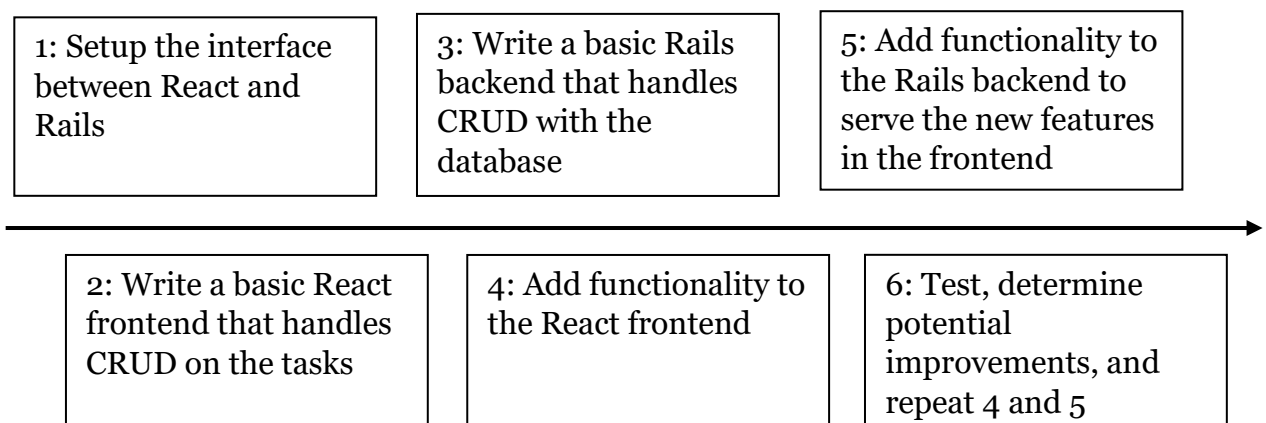 1: Setup the interface
between React and
Rails
3: Write a basic Rails
backend that handles
CRUD with the
database
5: Add functionality to
the Rails backend to
serve the new features
in the frontend
2: Write a basic React
frontend that handles
CRUD on the tasks
4: Add functionality to
the React frontend
6: Test, determine
potential
improvements, and
repeat 4 and 5